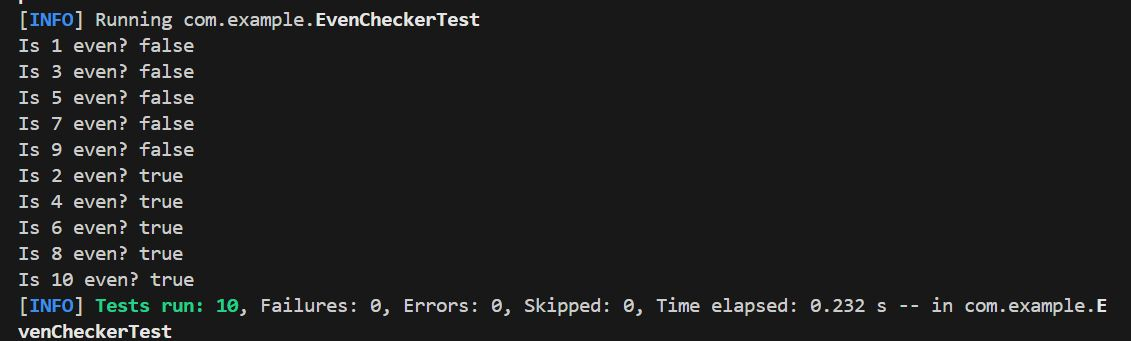 [INFO] Running com.example.EvenCheckerTest
Is 1 even? false
Is 3 even? false
Is 5 even? false
Is 7 even? false
Is 9 even? false
Is 2 even? true
Is 4 even? true
Is 6 even? true
Is 8 even? true
Is 10 even? true
[INFO] Tests run: 10, Failures: 0, Errors: 0, Skipped: 0, Time elapsed: 0.232 s -- in com.example.E
venCheckerTest